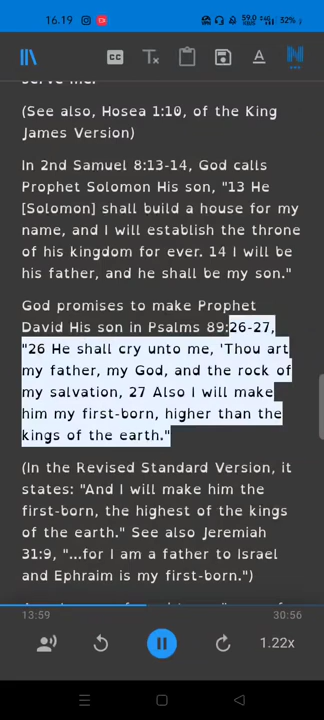 16.19
59.0
32%
CC
serve me.
(See also, Hosea 1:10, of the King
James Version)
In 2nd Samuel 8:13-14, God calls
Prophet Solomon His son, "13 He
[Solomon] shall build a house for my
name, and I will establish the throne
of his kingdom for ever. 14 I will be
his father, and he shall be my son."
God promises to make Prophet
David His son in Psalms 89:26-27,
"26 He shall cry unto me, 'Thou art
my father, my God, and the rock of
my salvation, 27 Also I will make
him my first-born, higher than the
kings of the earth."
(In the Revised Standard Version, it
states: "And I will make him the
first-born, the highest of the kings
of the earth." See also Jeremiah
31:9, "...for I am a father to Israel
and Ephraim is my first-born.")
13:59
30:56
1.22x